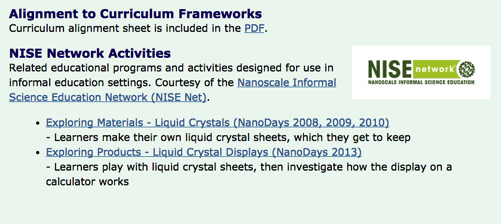 Alignment to Curriculum Frameworks
Curriculum alignment sheet is included in the PDF.
NISE Network Activities
Related educational programs and activities designed for use in
informal education settings. Courtesy of the Nanoscale Informal
Science Education Network (NISE Net).
NISE network
NANOSCALE INFORMAL SCIENCE EDUCATION
• Exploring Materials - Liquid Crystals (NanoDays 2008, 2009, 2010)
- Learners make their own liquid crystal sheets, which they get to keep
• Exploring Products - Liquid Crystal Displays (NanoDays 2013)
- Learners play with liquid crystal sheets, then investigate how the display on a
calculator works